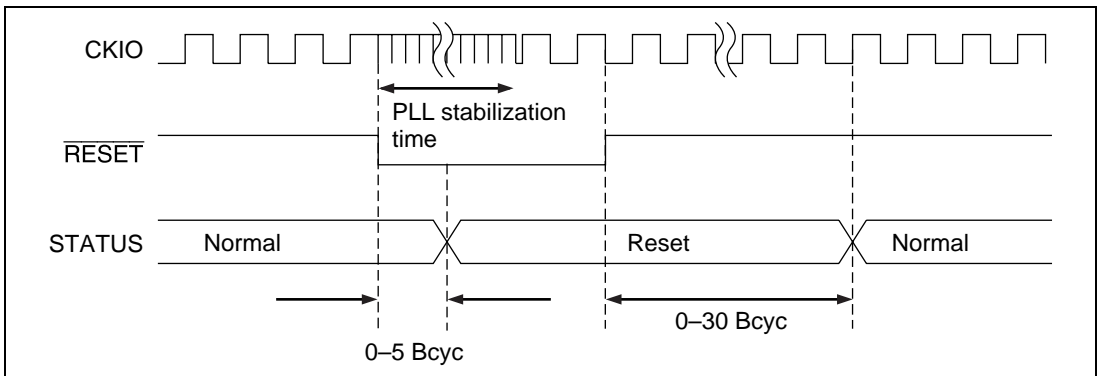 CKIO
PLL stabilization
time
RESET
STATUS
Normal
Reset
Normal
0–30 Bcyc
0–5 Bcyc